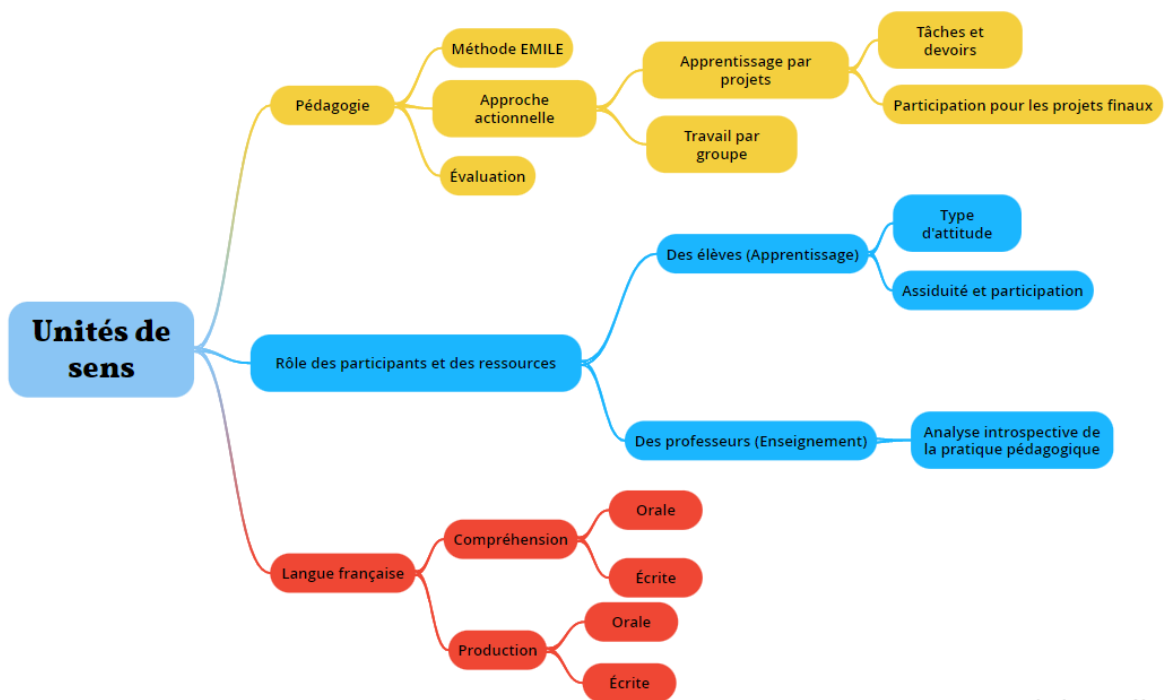 Unités de
sens
Pédagogie
Méthode EMILE
Approche
actionnelle
Apprentissage par
projets
Tâches et
devoirs
Participation pour les projets finaux
Travail par
groupe
Évaluation
Rôle des participants et des ressources
Des élèves (Apprentissage)
Type
d'attitude
Assiduité et participation
Des professeurs (Enseignement)
Analyse introspective de
la pratique pédagogique
Langue française
Compréhension
Orale
Écrite
Production
Orale
Écrite